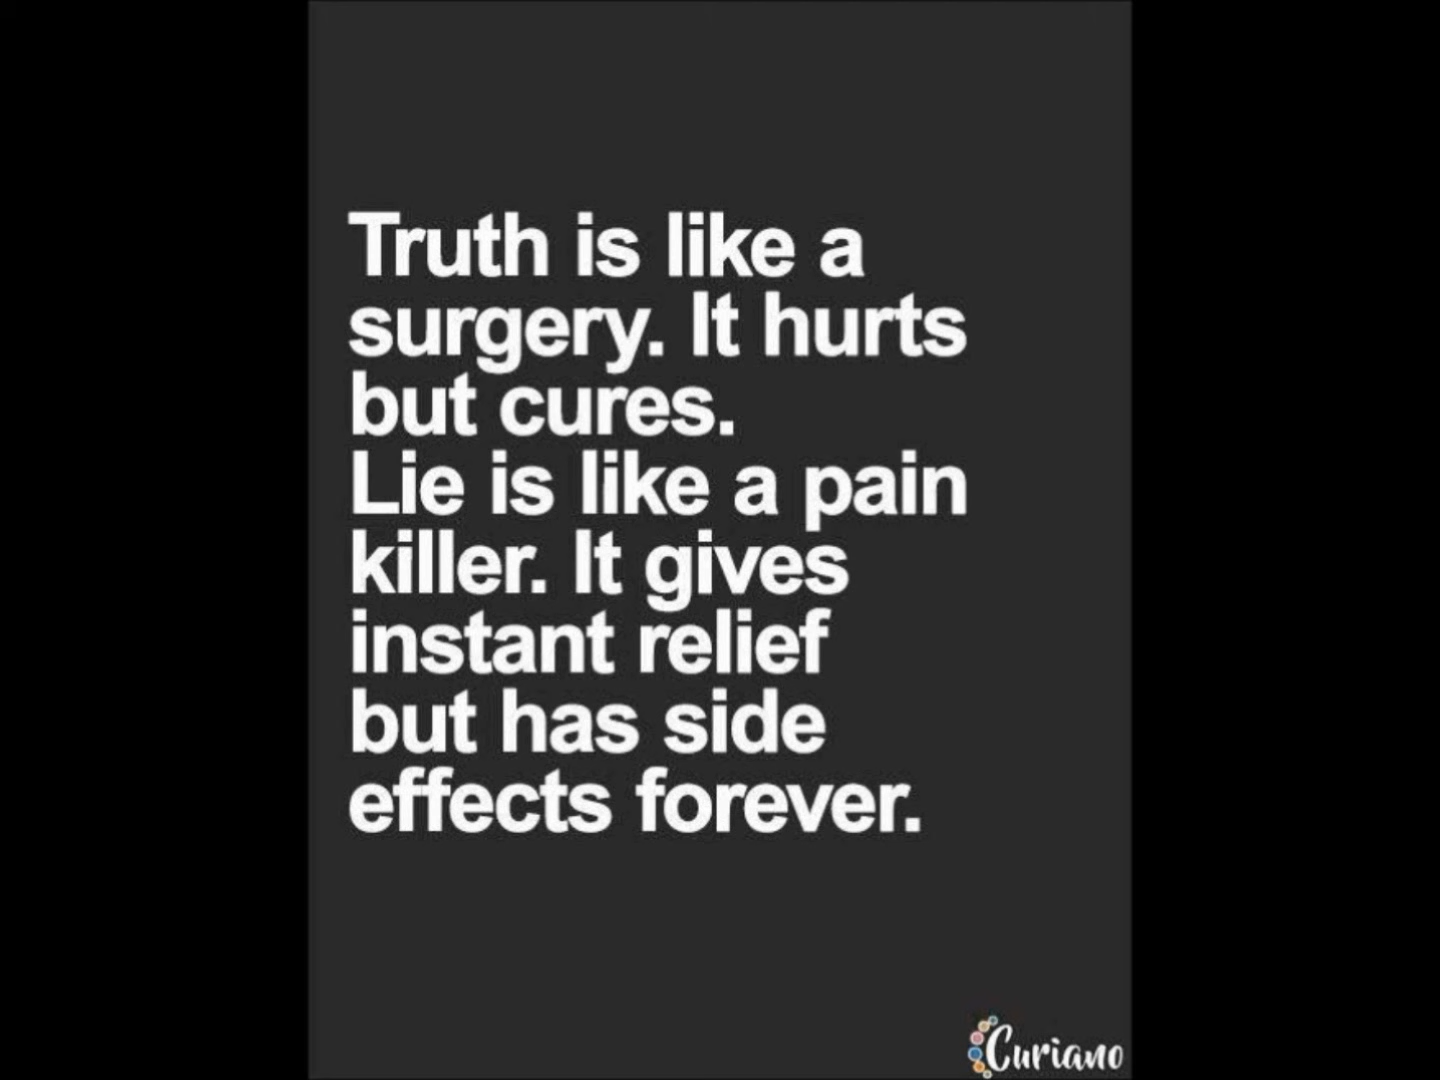 Truth is like a
surgery. It hurts
but cures.
Lie is like a pain
killer. It gives
instant relief
but has side
effects forever.
Curiano